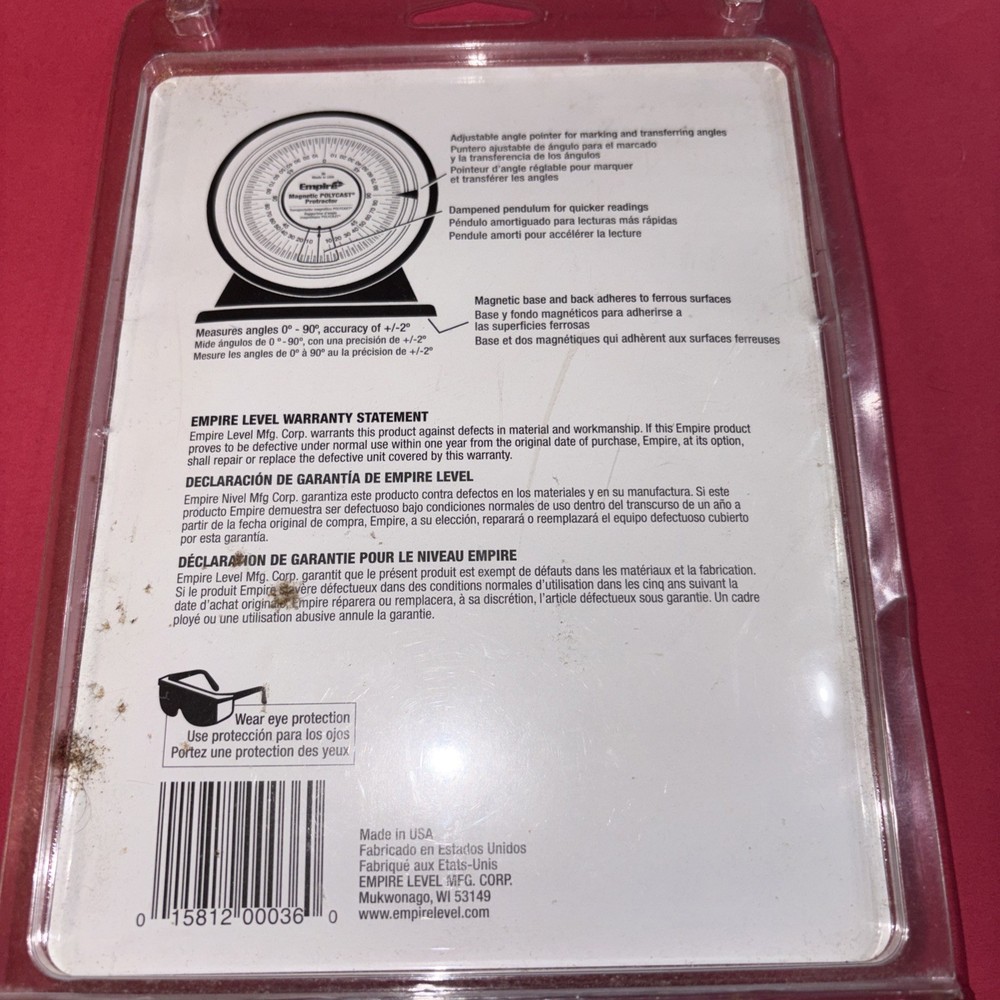 Adjustable angle pointer for marking and transferring angles
Puntero ajustable de ángulo para el marcado
y la transferencia de los ángulos
Pointeur d'angle réglable pour marquer
et transférer les angles
Empire
Magnetic POLYCAST®
Protractor
Dampened pendulum for quicker readings
Péndulo amortiguado para lecturas más rápidas
Pendule amorti pour accélérer la lecture
Magnetic base and back adheres to ferrous surfaces
Base y fondo magnéticos para adherirse a
las superficies ferrosas
Base et dos magnétiques qui adhèrent aux surfaces ferreuses
Measures angles 0º - 90º, accuracy of +/-2º
Mide ángulos de 0 º - 90º, con una precisión de +/-2º
Mesure les angles de 0º à 90º au la précision de +/-2º
EMPIRE LEVEL WARRANTY STATEMENT
Empire Level Mfg. Corp. warrants this product against defects in material and workmanship. If this Empire product
proves to be defective under normal use within one year from the original date of purchase, Empire, at its option,
shall repair or replace the defective unit covered by this warranty.
DECLARACIÓN DE GARANTÍA DE EMPIRE LEVEL
Empire Nivel Mfg Corp. garantiza este producto contra defectos en los materiales y en su manufactura. Si este
producto Empire demuestra ser defectuoso bajo condiciones normales de uso dentro del transcurso de un año a
partir de la fecha original de compra, Empire, a su elección, reparará o reemplazará el equipo defectuoso cubierto
por esta garantía.
DÉCLARATION DE GARANTIE POUR LE NIVEAU EMPIRE
Empire Level Mfg. Corp. garantit que le présent produit est exempt de défauts dans les matériaux et la fabrication.
Si le produit Empire s'avère défectueux dans des conditions normales d'utilisation dans les cinq ans suivant la
date d'achat originale, Empire réparera ou remplacera, à sa discrétion, l'article défectueux sous garantie. Un cadre
ployé ou une utilisation abusive annule la garantie.
Wear eye protection
Use protección para los ojos
Portez une protection des yeux
0 15812 00036 0
Made in USA
Fabricado en Estados Unidos
Fabriqué aux Etats-Unis
EMPIRE LEVEL MFG. CORP.
Mukwonago, WI 53149
www.empirelevel.com